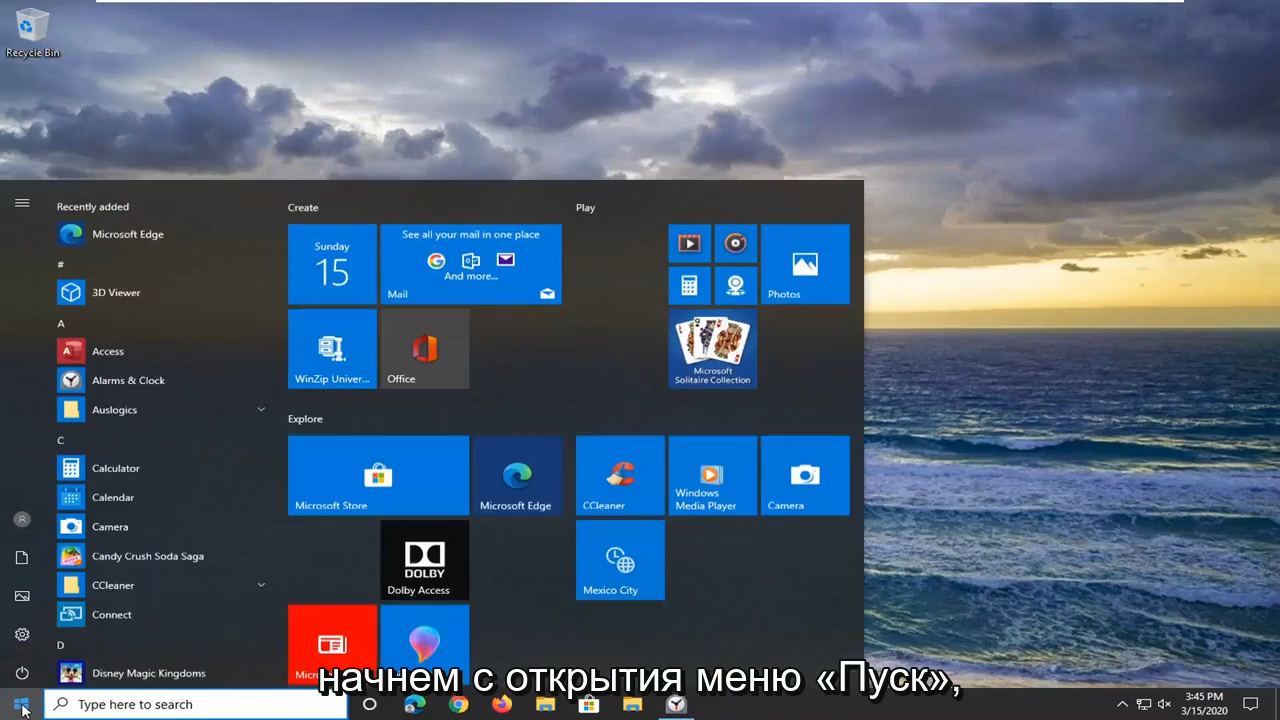 Recycle Bin
Recently added
Microsoft Edge
#
3D Viewer
A
Access
Alarms & Clock
Auslogics
C
Calculator
Calendar
Camera
Candy Crush Soda Saga
CCleaner
Connect
D
Disney Magic Kingdoms
Create
Sunday
15
See all your mail in one place
And more...
Mail
WinZip Univer...
Office
Explore
Microsoft Store
Microsoft Edge
DOLBY
Dolby Access
Play
Photos
Microsoft
Solitaire Collection
CCleaner
Windows
Media Player
Camera
Mexico City
начнем с открытия меню «Пуск»,
Type here to search
3:45 PM
3/15/2020